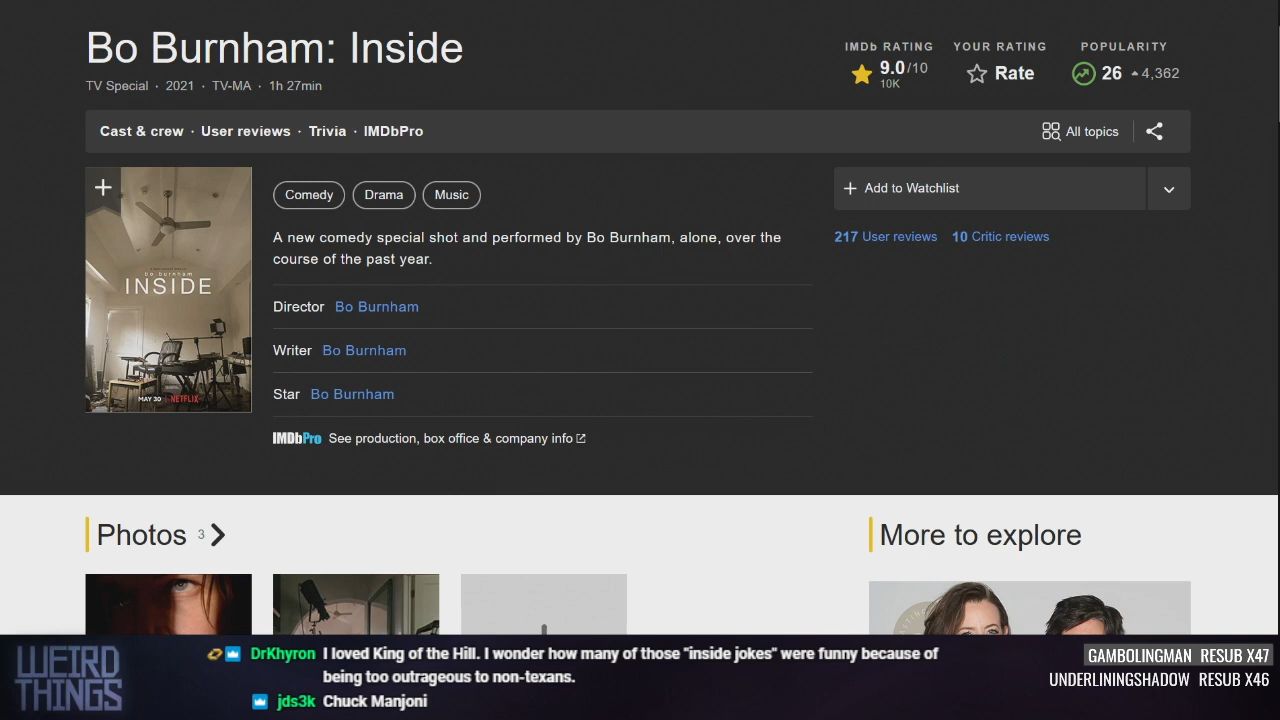 Bo Burnham: Inside
TV Special · 2021 · TV-MA · 1h 27min
IMDb RATING
9.0/10
10K
YOUR RATING
Rate
POPULARITY
26 4,362
Cast & crew · User reviews · Trivia · IMDbPro
All topics
bo burnham
INSIDE
MAY 30 | NETFLIX
Comedy Drama Music
A new comedy special shot and performed by Bo Burnham, alone, over the
course of the past year.
Director Bo Burnham
Writer Bo Burnham
Star Bo Burnham
IMDbPro See production, box office & company info
+ Add to Watchlist
217 User reviews 10 Critic reviews
Photos 3
More to explore
WEIRD
THINGS
DrKhyron I loved King of the Hill. I wonder how many of those "inside jokes" were funny because of
being too outrageous to non-texans.
jds3k Chuck Manjoni
GAMBOLINGMAN RESUB X47
UNDERLININGSHADOW RESUB X46